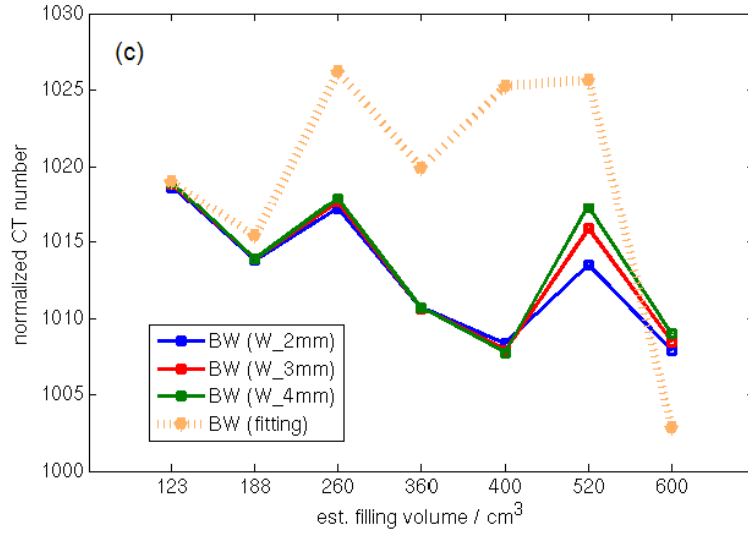 (c)
normalized CT number
1030
1025
1020
1015
1010
1005
1000
BW (W_2mm)
BW (W_3mm)
BW (W_4mm)
BW (fitting)
123 188 260 360 400 520 600
est. filling volume / cm³